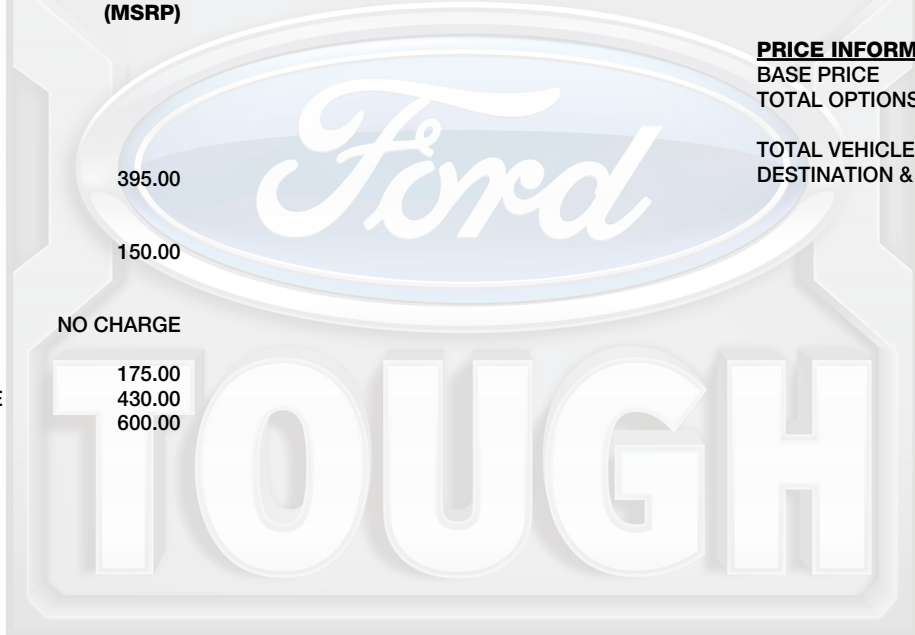 (MSRP)
PRICE INFORM
BASE PRICE
TOTAL OPTIONS
TOTAL VEHICLE
DESTINATION &
395.00
150.00
NO CHARGE
175.00
E 430.00
600.00
Ford
TOUGH